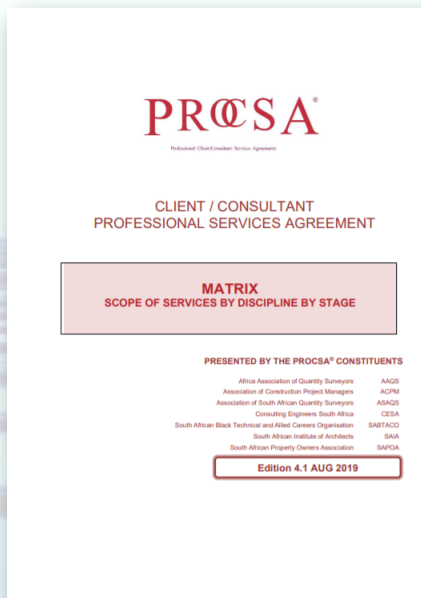 PROCSA®
Professional Client/Consultant Services Agreement
CLIENT / CONSULTANT
PROFESSIONAL SERVICES AGREEMENT
MATRIX
SCOPE OF SERVICES BY DISCIPLINE BY STAGE
PRESENTED BY THE PROCSA® CONSTITUENTS
Africa Association of Quantity Surveyors AAQS
Association of Construction Project Managers ACPM
Association of South African Quantity Surveyors ASAQS
Consulting Engineers South Africa CESA
South African Black Technical and Allied Careers Organisation SABTACO
South African Institute of Architects SAIA
South African Property Owners Association SAPOA
Edition 4.1 AUG 2019